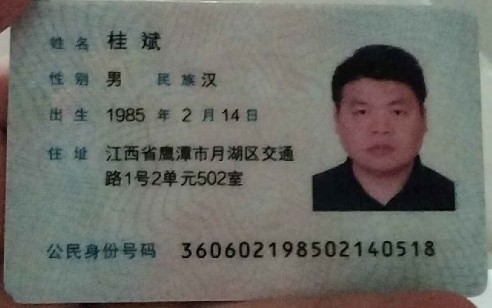 姓名 桂斌
性别 男 民族 汉
出生 1985 年 2 月 14 日
住址 江西省鹰潭市月湖区交通
路1号2单元502室
公民身份号码 360602198502140518